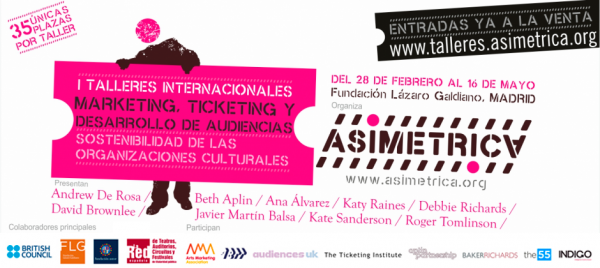 35 ÚNICAS
PLAZAS
POR TALLER
ENTRADAS YA A LA VENTA
www.talleres.asimetrica.org
I TALLERES INTERNACIONALES
MARKETING, TICKETING Y
DESARROLLO DE AUDIENCIAS
SOSTENIBILIDAD DE LAS
ORGANIZACIONES CULTURALES
DEL 28 DE FEBRERO AL 16 DE MAYO
Fundación Lázaro Galdiano. MADRID
Organiza
ASIMETRICA
www.asimetrica.org
Presentan
Andrew De Rosa /
David Brownlee /
Beth Aplin / Ana Álvarez / Katy Raines / Debbie Richards /
Javier Martín Balsa / Kate Sanderson / Roger Tomlinson /
Colaboradores principales
Participan
BRITISH
COUNCIL
FLG
Red
de Teatros,
Auditorios,
Circuitos y
Festivales
AMA
audiences uk
The Ticketing Institute
partnership
BAKERRICHARDS
the 55
INDIGO